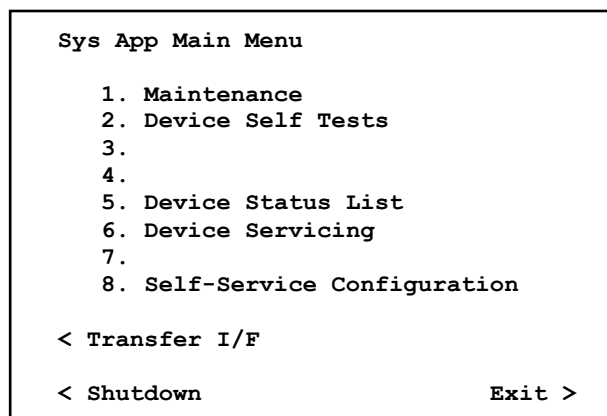 Sys App Main Menu
1. Maintenance
2. Device Self Tests
3.
4.
5. Device Status List
6. Device Servicing
7.
8. Self-Service Configuration
< Transfer I/F
< Shutdown Exit >